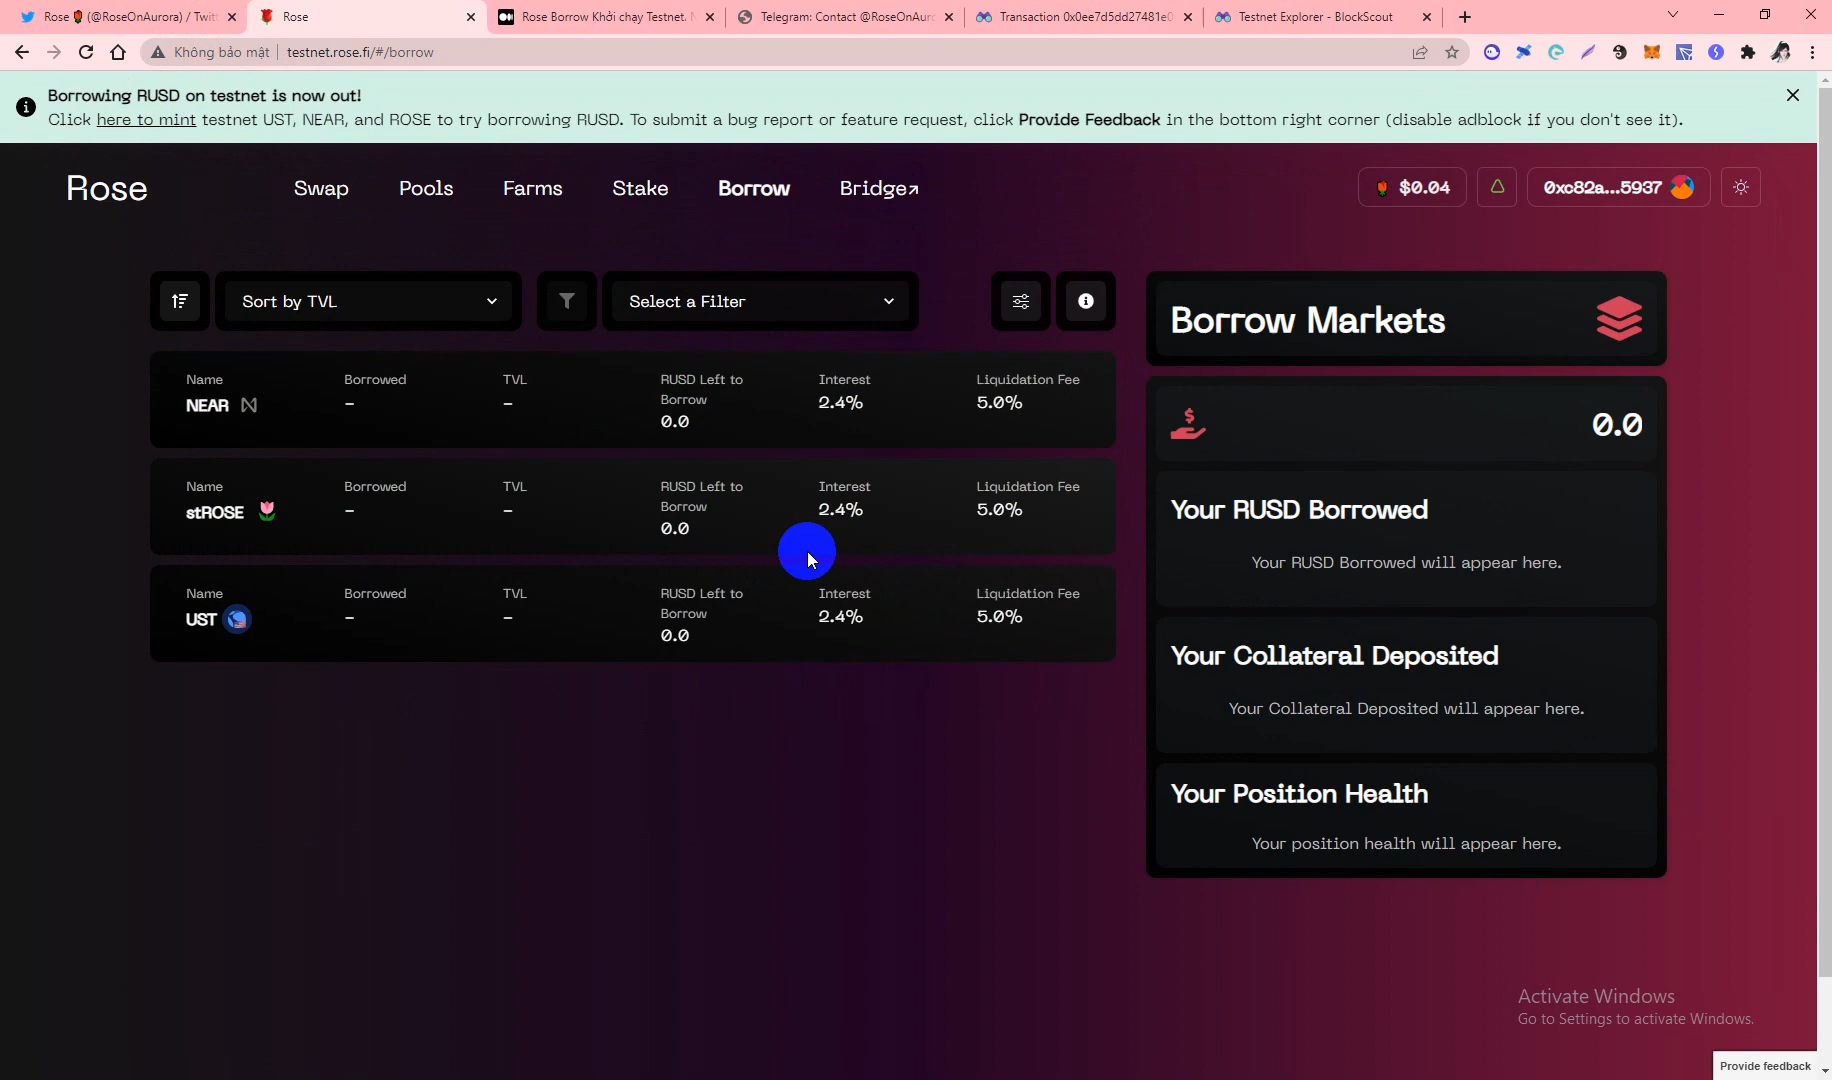 Rose (@RoseOnAurora) / Twitt
Rose
Rose Borrow Khởi chạy Testnet.
Telegram: Contact @RoseOnAuro
Transaction 0x0ee7d5dd27481e0
Testnet Explorer - BlockScout
Không bảo mật
testnet.rose.fi/#/borrow
Borrowing RUSD on testnet is now out!
Click here to mint testnet UST, NEAR, and ROSE to try borrowing RUSD. To submit a bug report or feature request, click Provide Feedback in the bottom right corner (disable adblock if you don't see it).
Rose
Swap
Pools
Farms
Stake
Borrow
Bridge↗
$0.04
0xc82a...5937
Sort by TVL
Select a Filter
Name
Borrowed
TVL
RUSD Left to
Borrow
Interest
Liquidation Fee
NEAR
–
–
0.0
2.4%
5.0%
Name
Borrowed
TVL
RUSD Left to
Borrow
Interest
Liquidation Fee
stROSE
–
–
0.0
2.4%
5.0%
Name
Borrowed
TVL
RUSD Left to
Borrow
Interest
Liquidation Fee
UST
–
–
0.0
2.4%
5.0%
Borrow Markets
0.0
Your RUSD Borrowed
Your RUSD Borrowed will appear here.
Your Collateral Deposited
Your Collateral Deposited will appear here.
Your Position Health
Your position health will appear here.
Activate Windows
Go to Settings to activate Windows.
Provide feedback